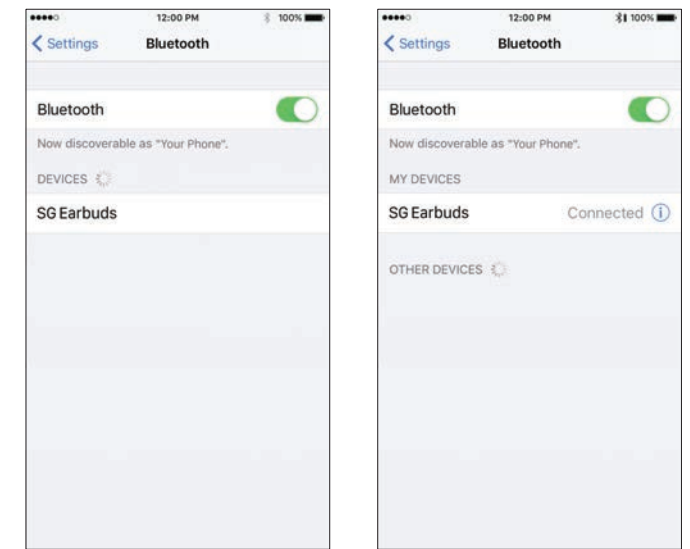 12:00 PM 100%
Settings Bluetooth
Bluetooth
Now discoverable as "Your Phone".
DEVICES
SG Earbuds
12:00 PM 100%
Settings Bluetooth
Bluetooth
Now discoverable as "Your Phone".
MY DEVICES
SG Earbuds Connected
OTHER DEVICES